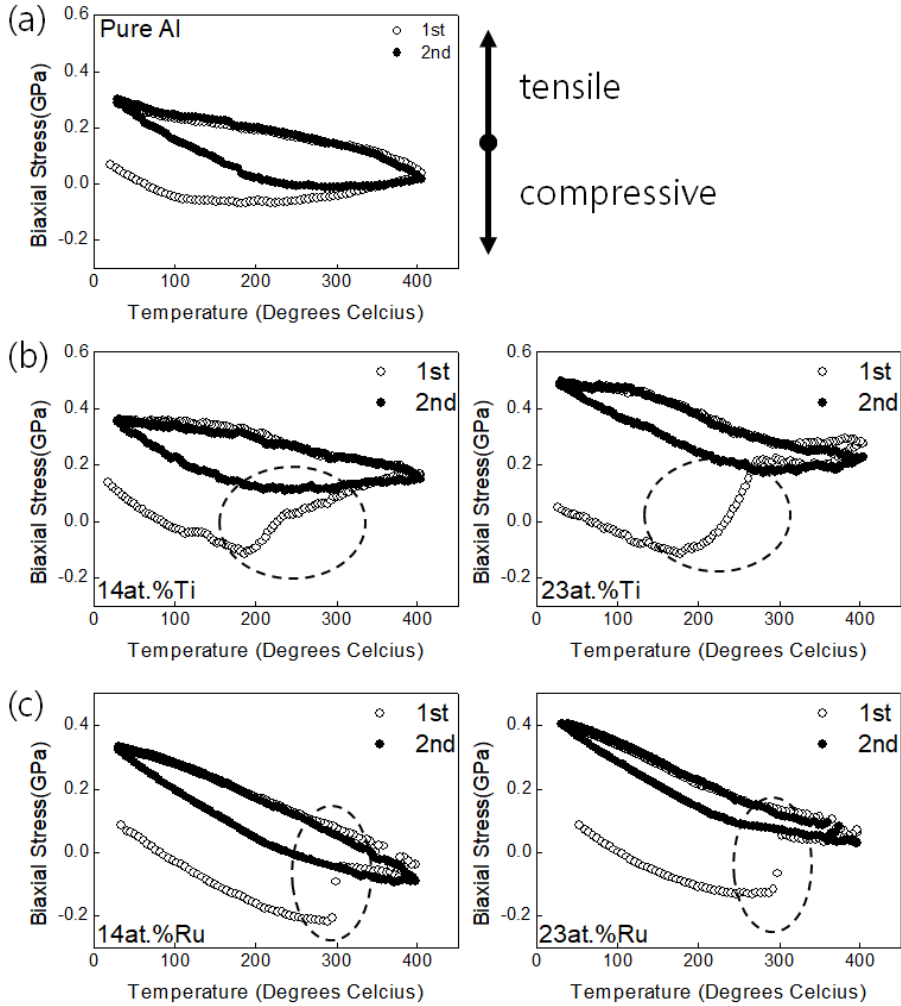 (a)
Pure Al
1st
2nd
0.6
0.4
0.2
0.0
-0.2
Biaxial Stress(GPa)
0 100 200 300 400
Temperature (Degrees Celcius)
tensile
compressive
(b)
1st
2nd
0.6
0.4
0.2
0.0
-0.2
Biaxial Stress(GPa)
14at.%Ti
0 100 200 300 400
Temperature (Degrees Celcius)
1st
2nd
0.6
0.4
0.2
0.0
-0.2
Biaxial Stress(GPa)
23at.%Ti
0 100 200 300 400
Temperature (Degrees Celcius)
(c)
1st
2nd
0.4
0.2
0.0
-0.2
Biaxial Stress(GPa)
14at.%Ru
0 100 200 300 400
Temperature (Degrees Celcius)
1st
2nd
0.4
0.2
0.0
-0.2
Biaxial Stress(GPa)
23at.%Ru
0 100 200 300 400
Temperature (Degrees Celcius)